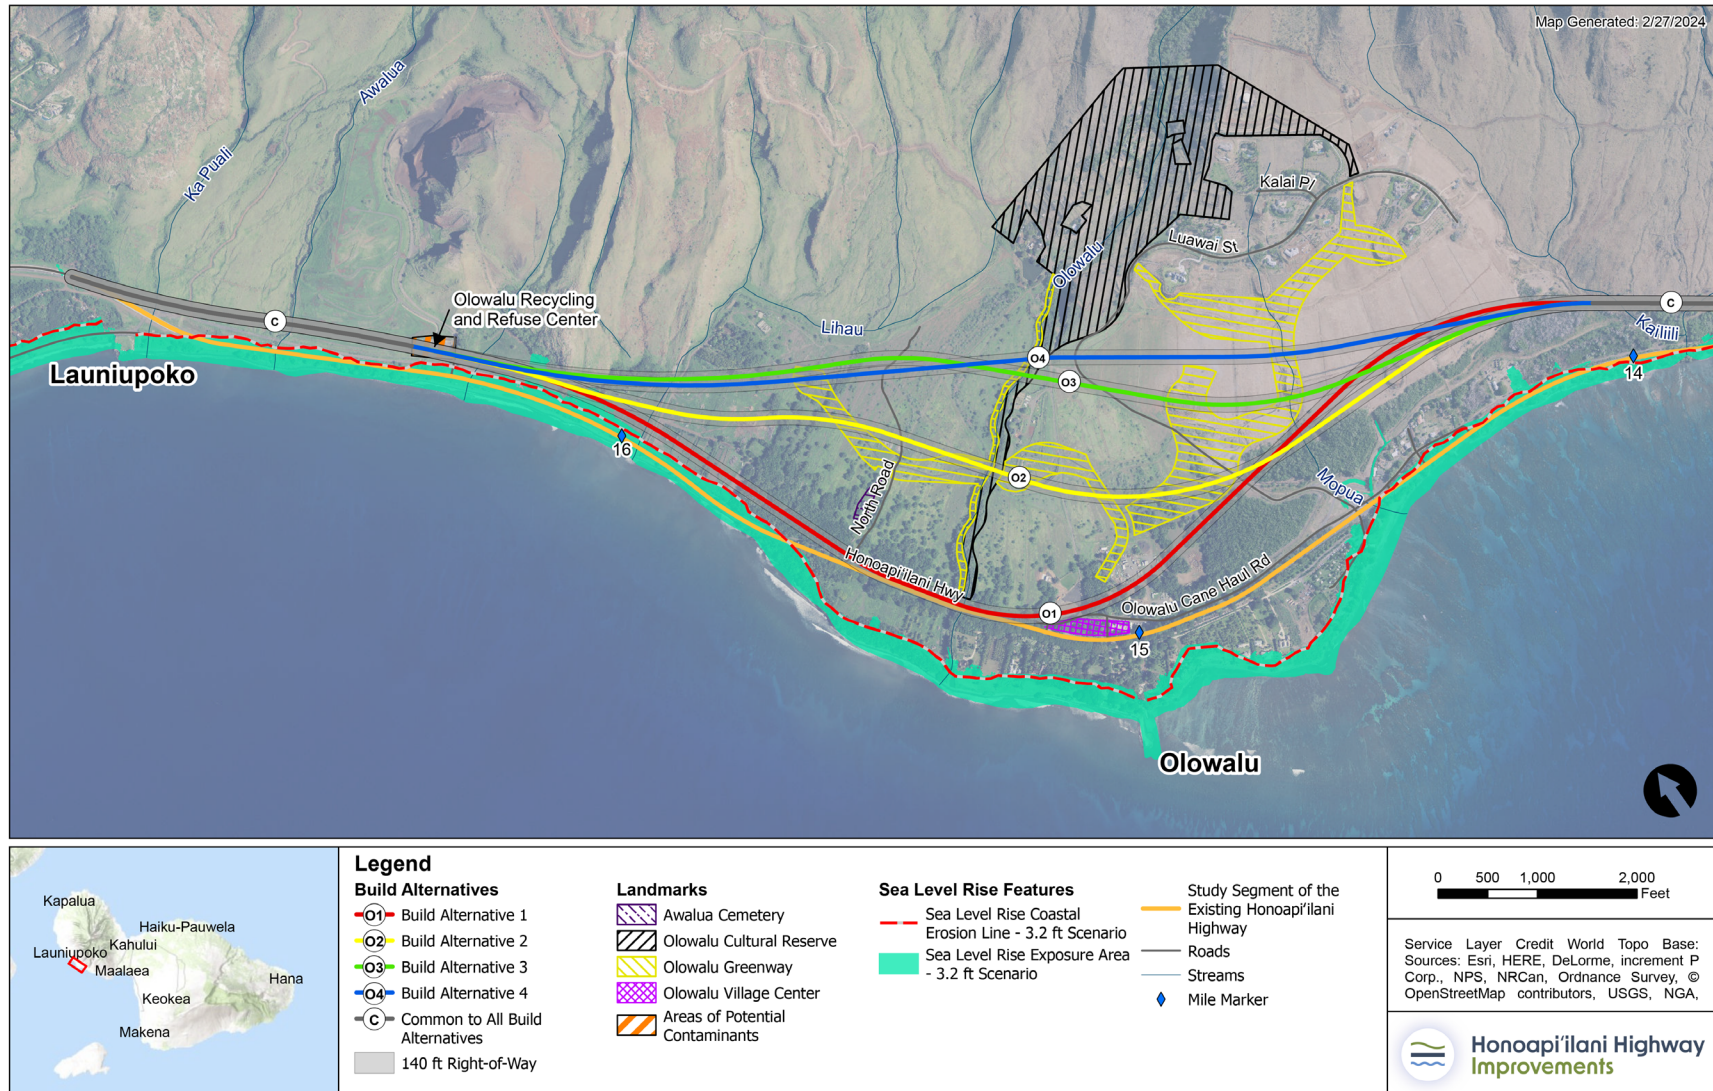 Map Generated: 2/27/2024
Awalua
Ka Puali
Kalai Pl
Luawai St
Olowalu
Olowalu Recycling
and Refuse Center
C
C
Kailiili
Lihau
O4
O3
14
Launiupoko
16
O2
Mopua
North Road
Honoapiʻilani Hwy
Olowalu Cane Haul Rd
O1
15
Olowalu
Kapalua
Haiku-Pauwela
Kahului
Launiupoko
Maalaea
Hana
Keokea
Makena
Legend
Build Alternatives
O1 Build Alternative 1
O2 Build Alternative 2
O3 Build Alternative 3
O4 Build Alternative 4
C Common to All Build
Alternatives
140 ft Right-of-Way
Landmarks
Awalua Cemetery
Olowalu Cultural Reserve
Olowalu Greenway
Olowalu Village Center
Areas of Potential
Contaminants
Sea Level Rise Features
Sea Level Rise Coastal
Erosion Line - 3.2 ft Scenario
Sea Level Rise Exposure Area
- 3.2 ft Scenario
Study Segment of the
Existing Honoapiʻilani
Highway
Roads
Streams
Mile Marker
0 500 1,000 2,000
Feet
Service Layer Credit World Topo Base:
Sources: Esri, HERE, DeLorme, increment P
Corp., NPS, NRCan, Ordnance Survey, ©
OpenStreetMap contributors, USGS, NGA,
Honoapiʻilani Highway
Improvements